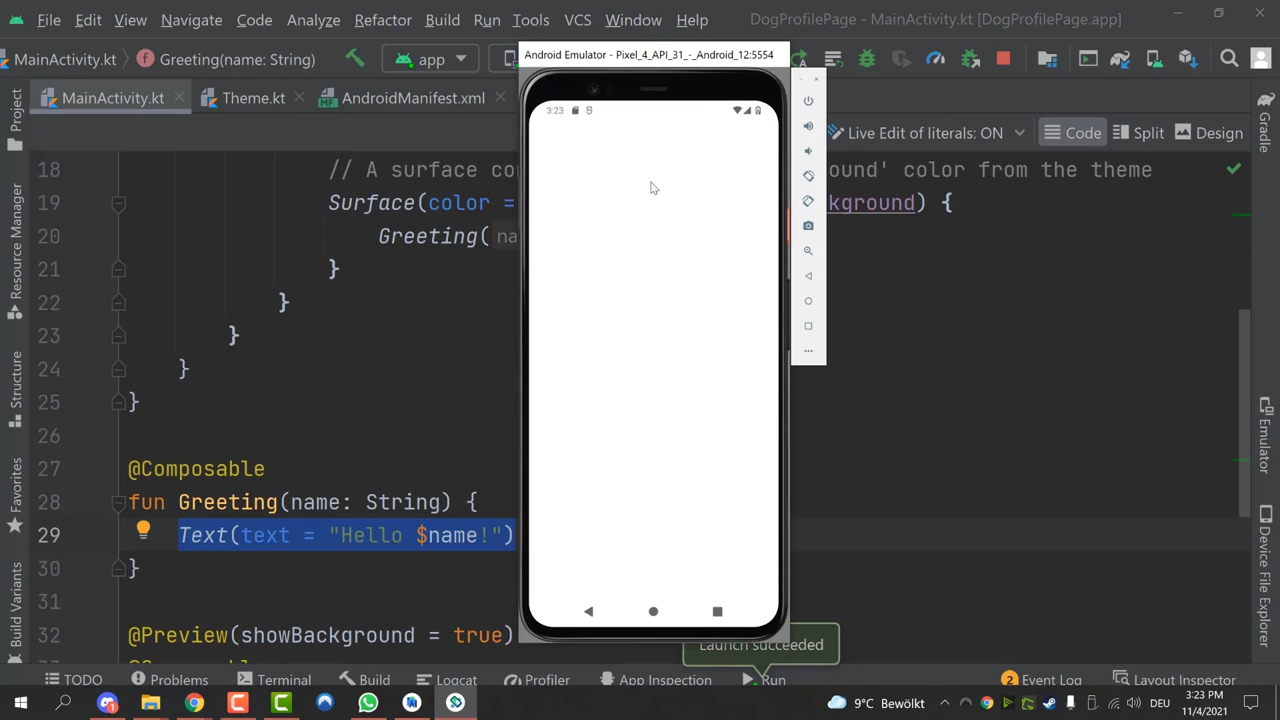 File Edit View Navigate Code Analyze Refactor Build Run Tools VCS Window Help DogProfilePage - MainActivity.kt [DogProfilePage.app]
MainActivity.kt Greeting(name: String) app
Android Emulator - Pixel_4_API_31_-_Android_12:5554
MainActivity.kt Theme.kt AndroidManifest.xml
Live Edit of literals: ON Code Split Design
3:23
18 // A surface co ound' color from the theme
19 Surface(color = kground) {
20 Greeting( na
21 }
22 }
23 }
24 }
25 }
26
27 @Composable
28 fun Greeting(name: String) {
29 Text(text = "Hello $name!")
30 }
31
32 @Preview(showBackground = true)
Launch succeeded
Project
Resource Manager
Structure
Favorites
Build Variants
Gradle
Emulator
Device File Explorer
TODO Problems Terminal Build Logcat Profiler App Inspection Run 2 Event Log Layout Inspector
9°C Bewölkt DEU 3:23 PM
11/4/2021